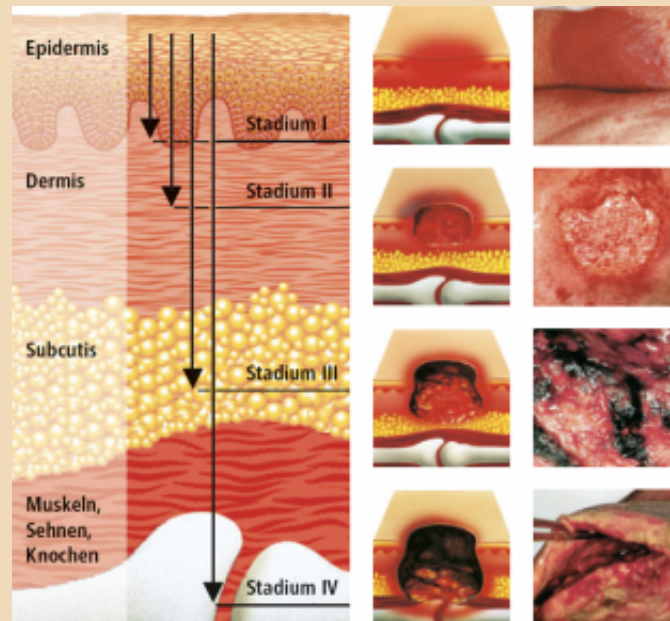 Epidermis
Stadium I
Dermis
Stadium II
Subcutis
Stadium III
Muskeln,
Sehnen,
Knochen
Stadium IV